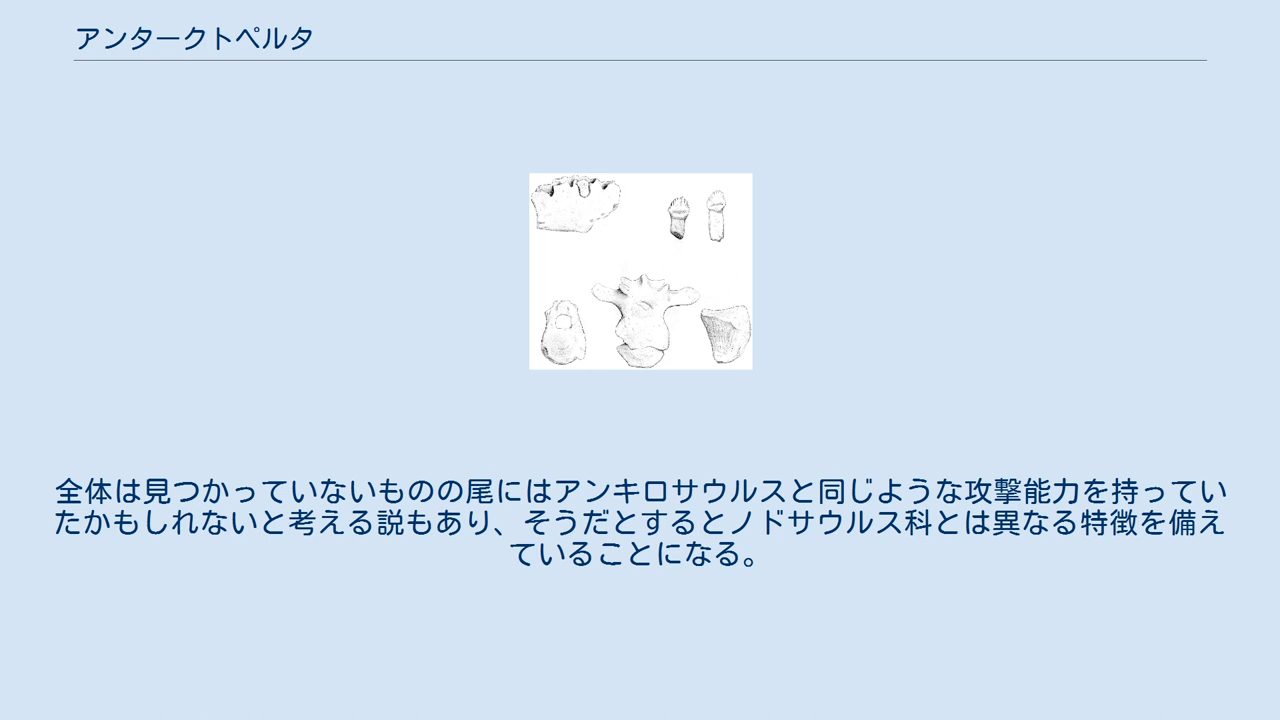 アンタークトペルタ
全体は見つかっていないものの尾にはアンキロサウルスと同じような攻撃能力を持ってい
たかもしれないと考える説もあり、そうだとするとノドサウルス科とは異なる特徴を備え
ていることになる。